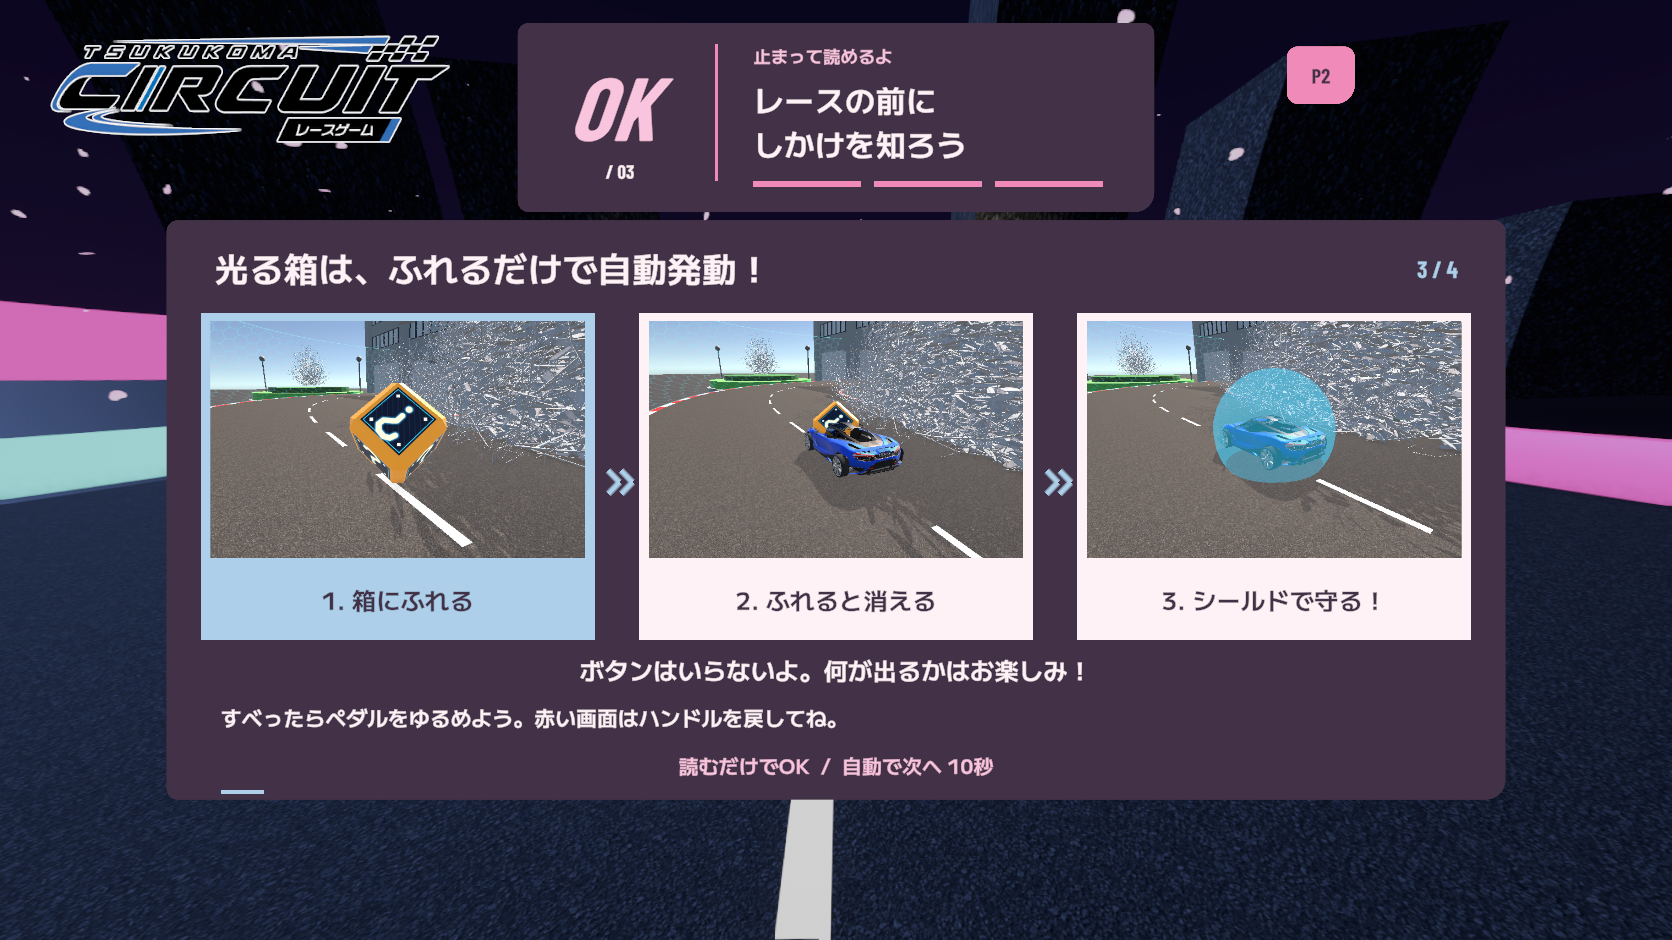 TSUKUKOMA
CIRCUIT
レースゲーム
OK
/ 03
止まって読めるよ
レースの前に
しかけを知ろう
P2
光る箱は、ふれるだけで自動発動！
3 / 4
1. 箱にふれる
2. ふれると消える
3. シールドで守る！
ボタンはいらないよ。何が出るかはお楽しみ！
すべったらペダルをゆるめよう。赤い画面はハンドルを戻してね。
読むだけでOK / 自動で次へ 10秒